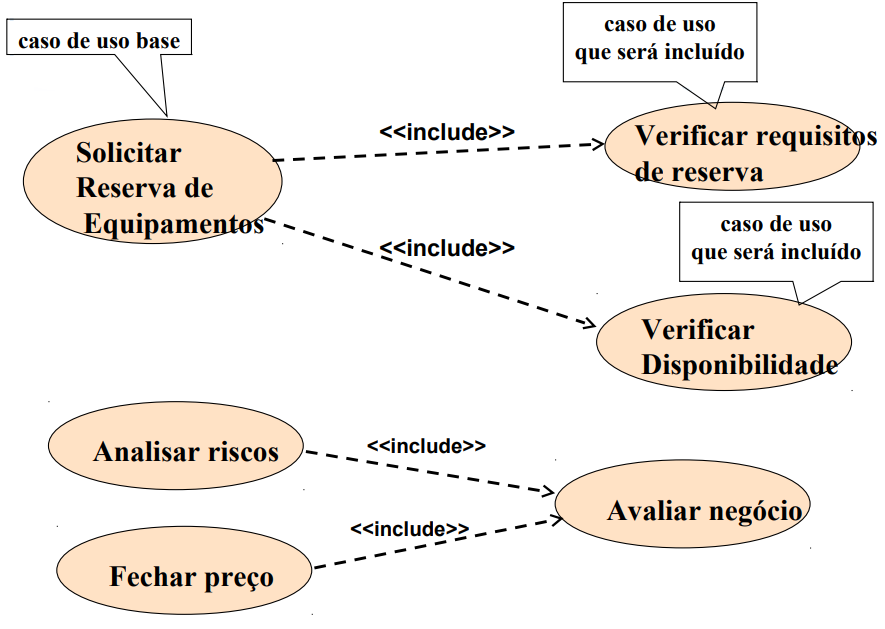 caso de uso base
caso de uso
que será incluído
<<include>>
Solicitar
Reserva de
Equipamentos
Verificar requisitos
de reserva
caso de uso
que será incluído
<<include>>
Verificar
Disponibilidade
Analisar riscos
<<include>>
Avaliar negócio
<<include>>
Fechar preço